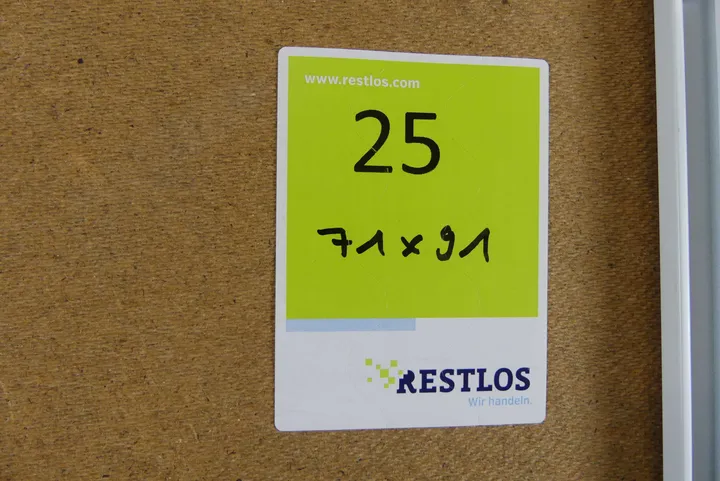 www.restlos.com
25
71 x 91
RESTLOS
Wir handeln.